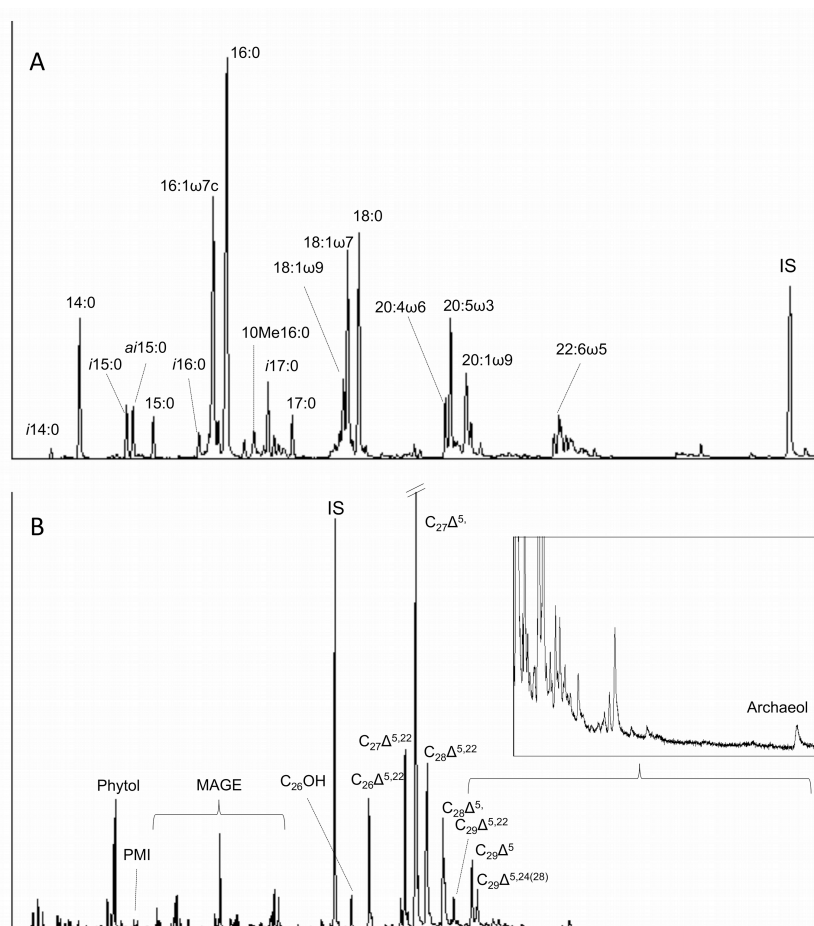 A
16:0
16:1ω7c
18:0
18:1ω7
18:1ω9
IS
14:0
20:4ω6
20:5ω3
ai15:0
10Me16:0
i15:0
i16:0
i17:0
20:1ω9
22:6ω5
15:0
17:0
i14:0
B
IS
C27Δ5,
Archaeol
C27Δ5,22
C28Δ5,22
Phytol
MAGE
C26OH
C26Δ5,22
C28Δ5,
C29Δ5,22
PMI
C29Δ5
C29Δ5,24(28)